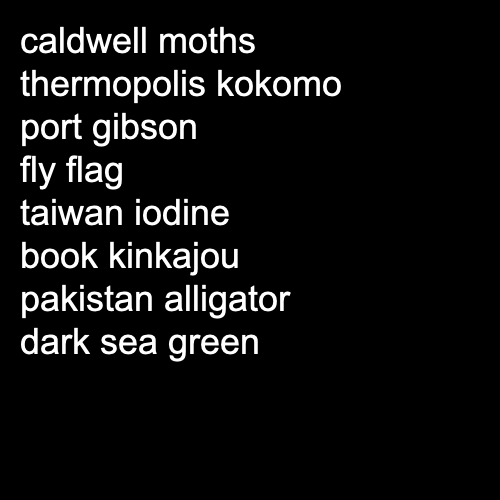 caldwell moths
thermopolis kokomo
port gibson
fly flag
taiwan iodine
book kinkajou
pakistan alligator
dark sea green